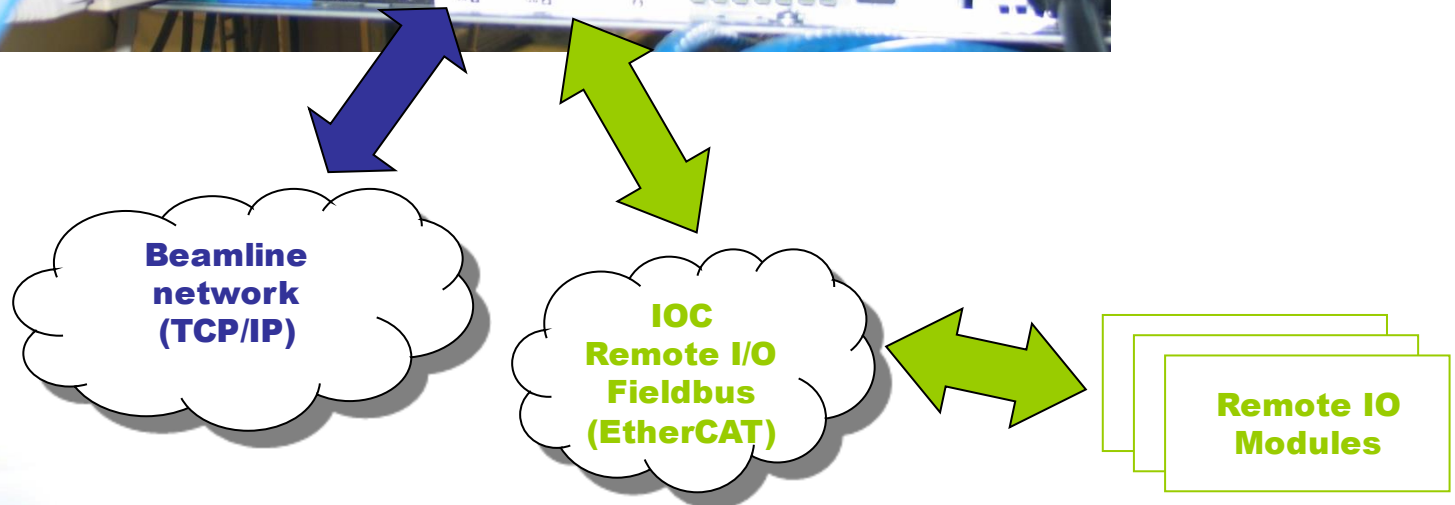 Beamline
network
(TCP/IP)
IOC
Remote I/O
Fieldbus
(EtherCAT)
Remote IO
Modules